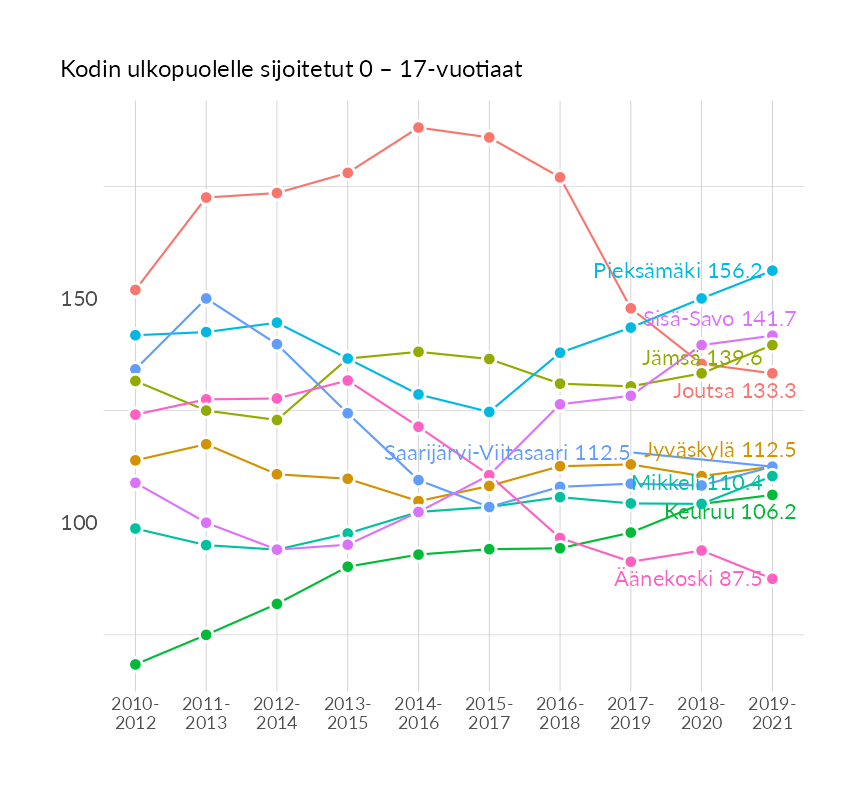 Kodin ulkopuolelle sijoitetut 0 – 17-vuotiaat
Pieksämäki 156.2
150
Sisä-Savo 141.7
Jämsä 139.6
Joutsa 133.3
Jyväskylä 112.5
Saarijärvi-Viitasaari 112.5
Mikkeli 110.4
Keuruu 106.2
100
Äänekoski 87.5
2010- 2011- 2012- 2013- 2014- 2015- 2016- 2017- 2018- 2019-
2012 2013 2014 2015 2016 2017 2018 2019 2020 2021